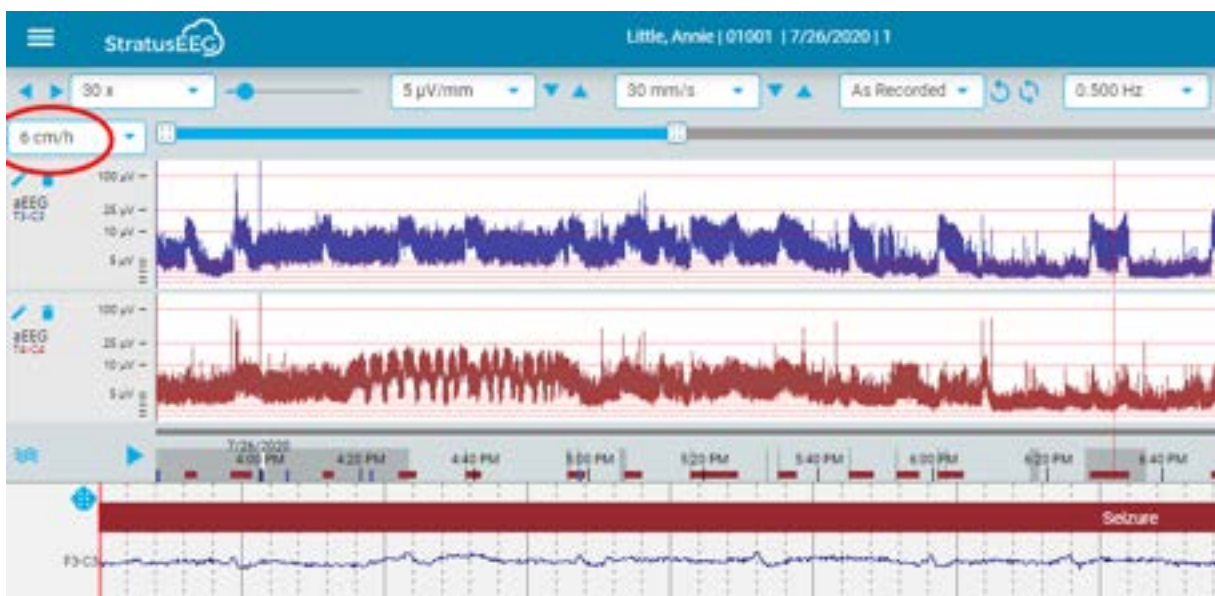 StratusEEG
Little, Annie | 01001 | 7/26/2020 | 1
30 x
5 µV/mm
30 mm/s
As Recorded
0.500 Hz
6 cm/h
aEEG
T3-C3
100 µV
25 µV
10 µV
5 µV
aEEG
T4-C4
100 µV
25 µV
10 µV
5 µV
7/26/2020
4:00 PM 4:20 PM 4:40 PM 5:00 PM 5:20 PM 5:40 PM 6:00 PM 6:20 PM 6:40 PM
Seizure
F3-C3